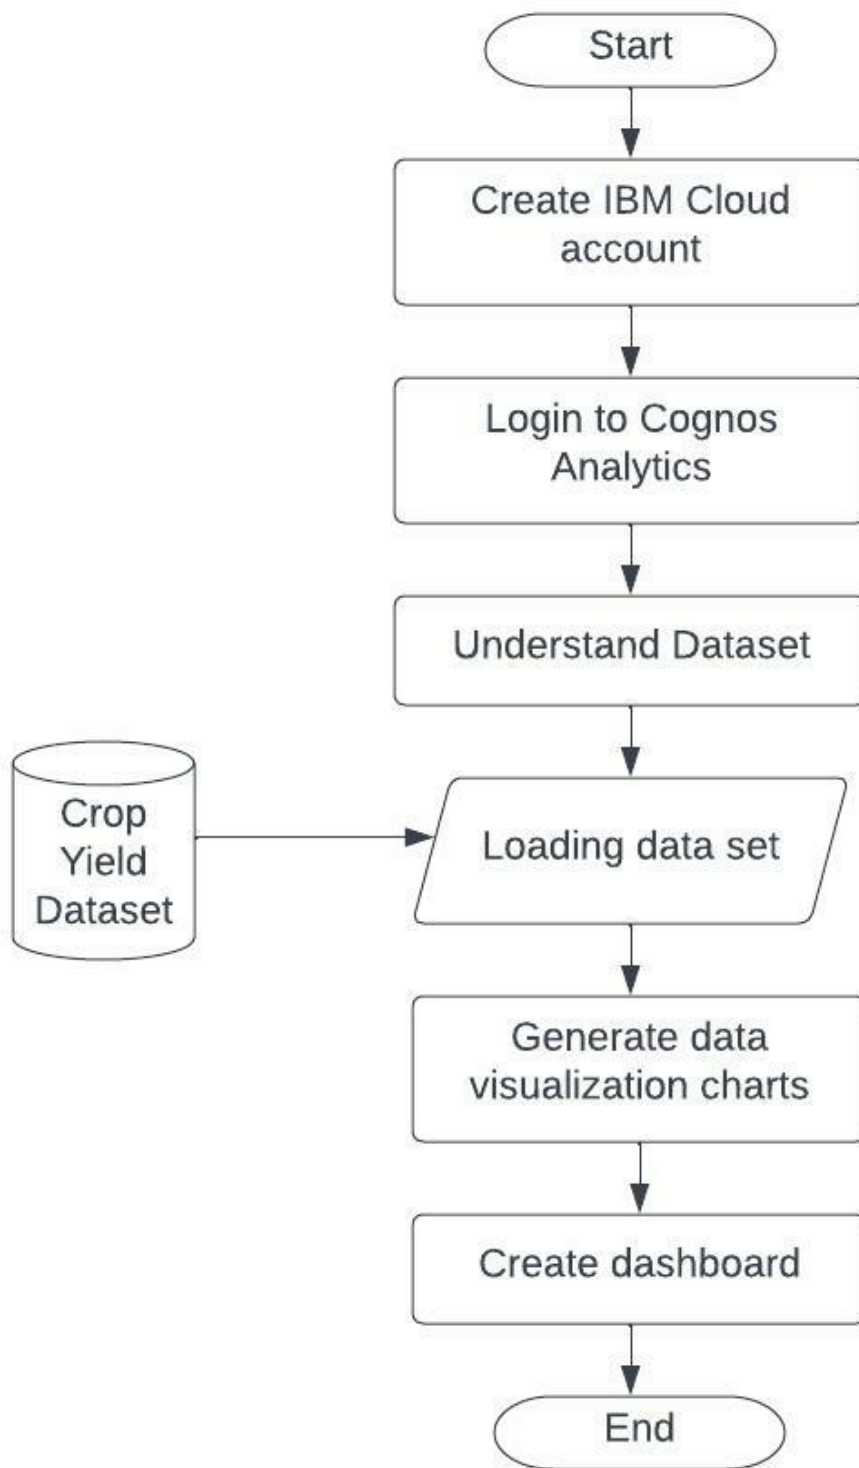 Start
Create IBM Cloud
account
Login to Cognos
Analytics
Understand Dataset
Crop
Yield
Dataset
Loading data set
Generate data
visualization charts
Create dashboard
End